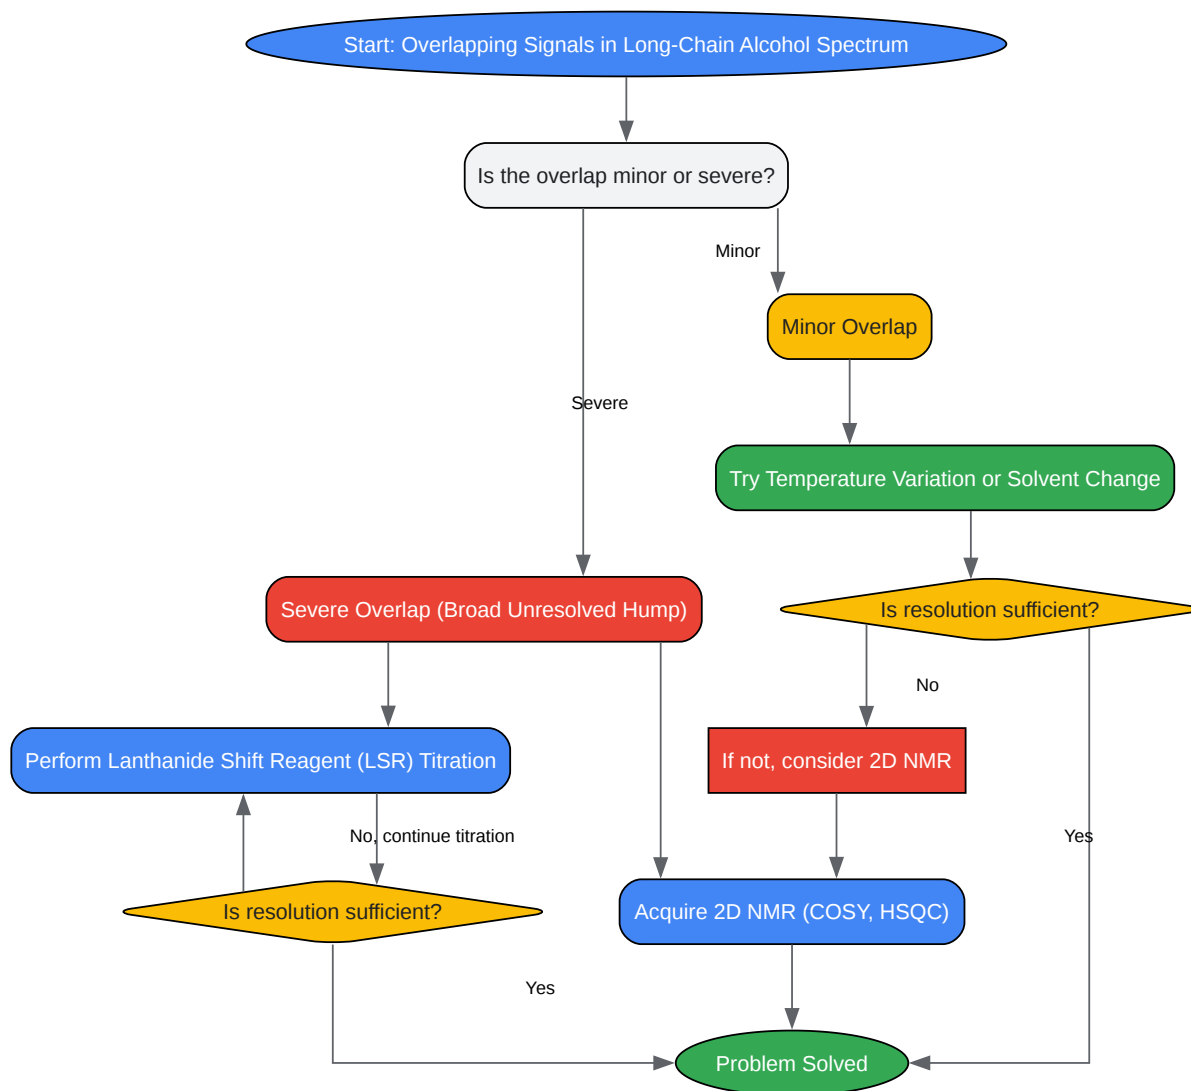 Start: Overlapping Signals in Long-Chain Alcohol Spectrum
Is the overlap minor or severe?
Minor
Minor Overlap
Severe
Try Temperature Variation or Solvent Change
Severe Overlap (Broad Unresolved Hump)
Is resolution sufficient?
No
Perform Lanthanide Shift Reagent (LSR) Titration
If not, consider 2D NMR
No, continue titration
Yes
Is resolution sufficient?
Acquire 2D NMR (COSY, HSQC)
Yes
Problem Solved